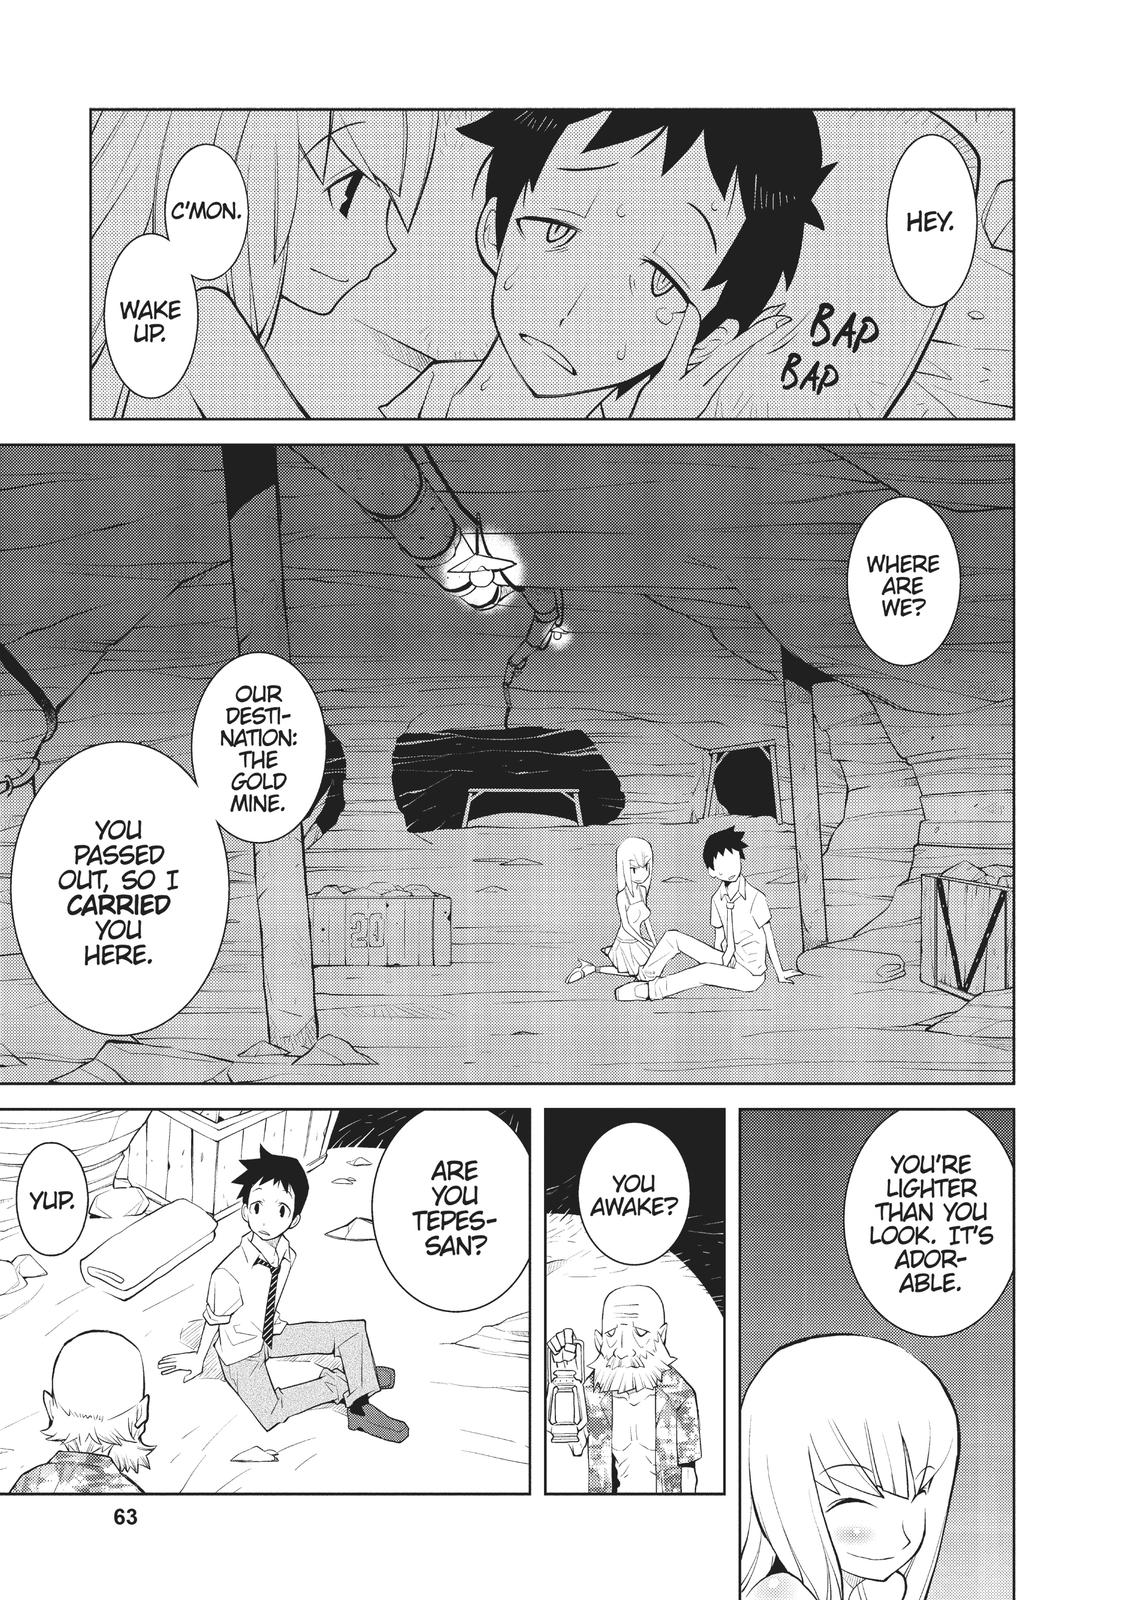 HEY.
C'MON.
WAKE
UP.
BAP
BAP
WHERE
ARE
WE?
OUR
DESTI-
NATION:
THE
GOLD
MINE.
YOU
PASSED
OUT, SO I
CARRIED
YOU
HERE.
20
YOU'RE
LIGHTER
THAN YOU
LOOK. IT'S
ADOR-
ABLE.
YOU
AWAKE?
ARE
YOU
TEPES-
SAN?
YUP.
63